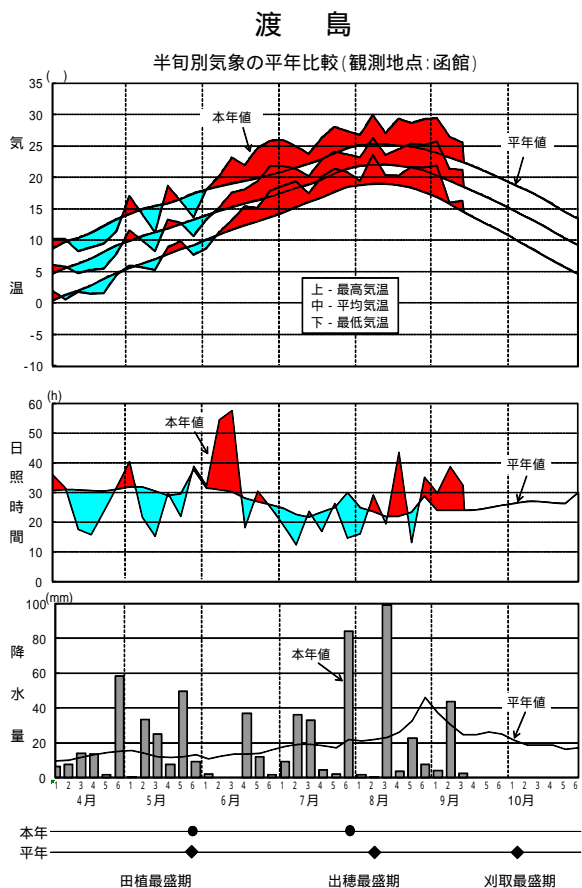 渡 島
半旬別気象の平年比較(観測地点:函館)
( )
35
30
25
20
15
10
5
0
-5
-10
気
温
本年値
平年値
上 - 最高気温
中 - 平均気温
下 - 最低気温
(h)
60
50
40
30
20
10
0
日
照
時
間
本年値
平年値
(mm)
100
80
60
40
20
0
降
水
量
本年値
平年値
1 2 3 4 5 6 1 2 3 4 5 6 1 2 3 4 5 6 1 2 3 4 5 6 1 2 3 4 5 6 1 2 3 4 5 6 1 2 3 4 5 6
4月 5月 6月 7月 8月 9月 10月
本年
平年
田植最盛期 出穂最盛期 刈取最盛期